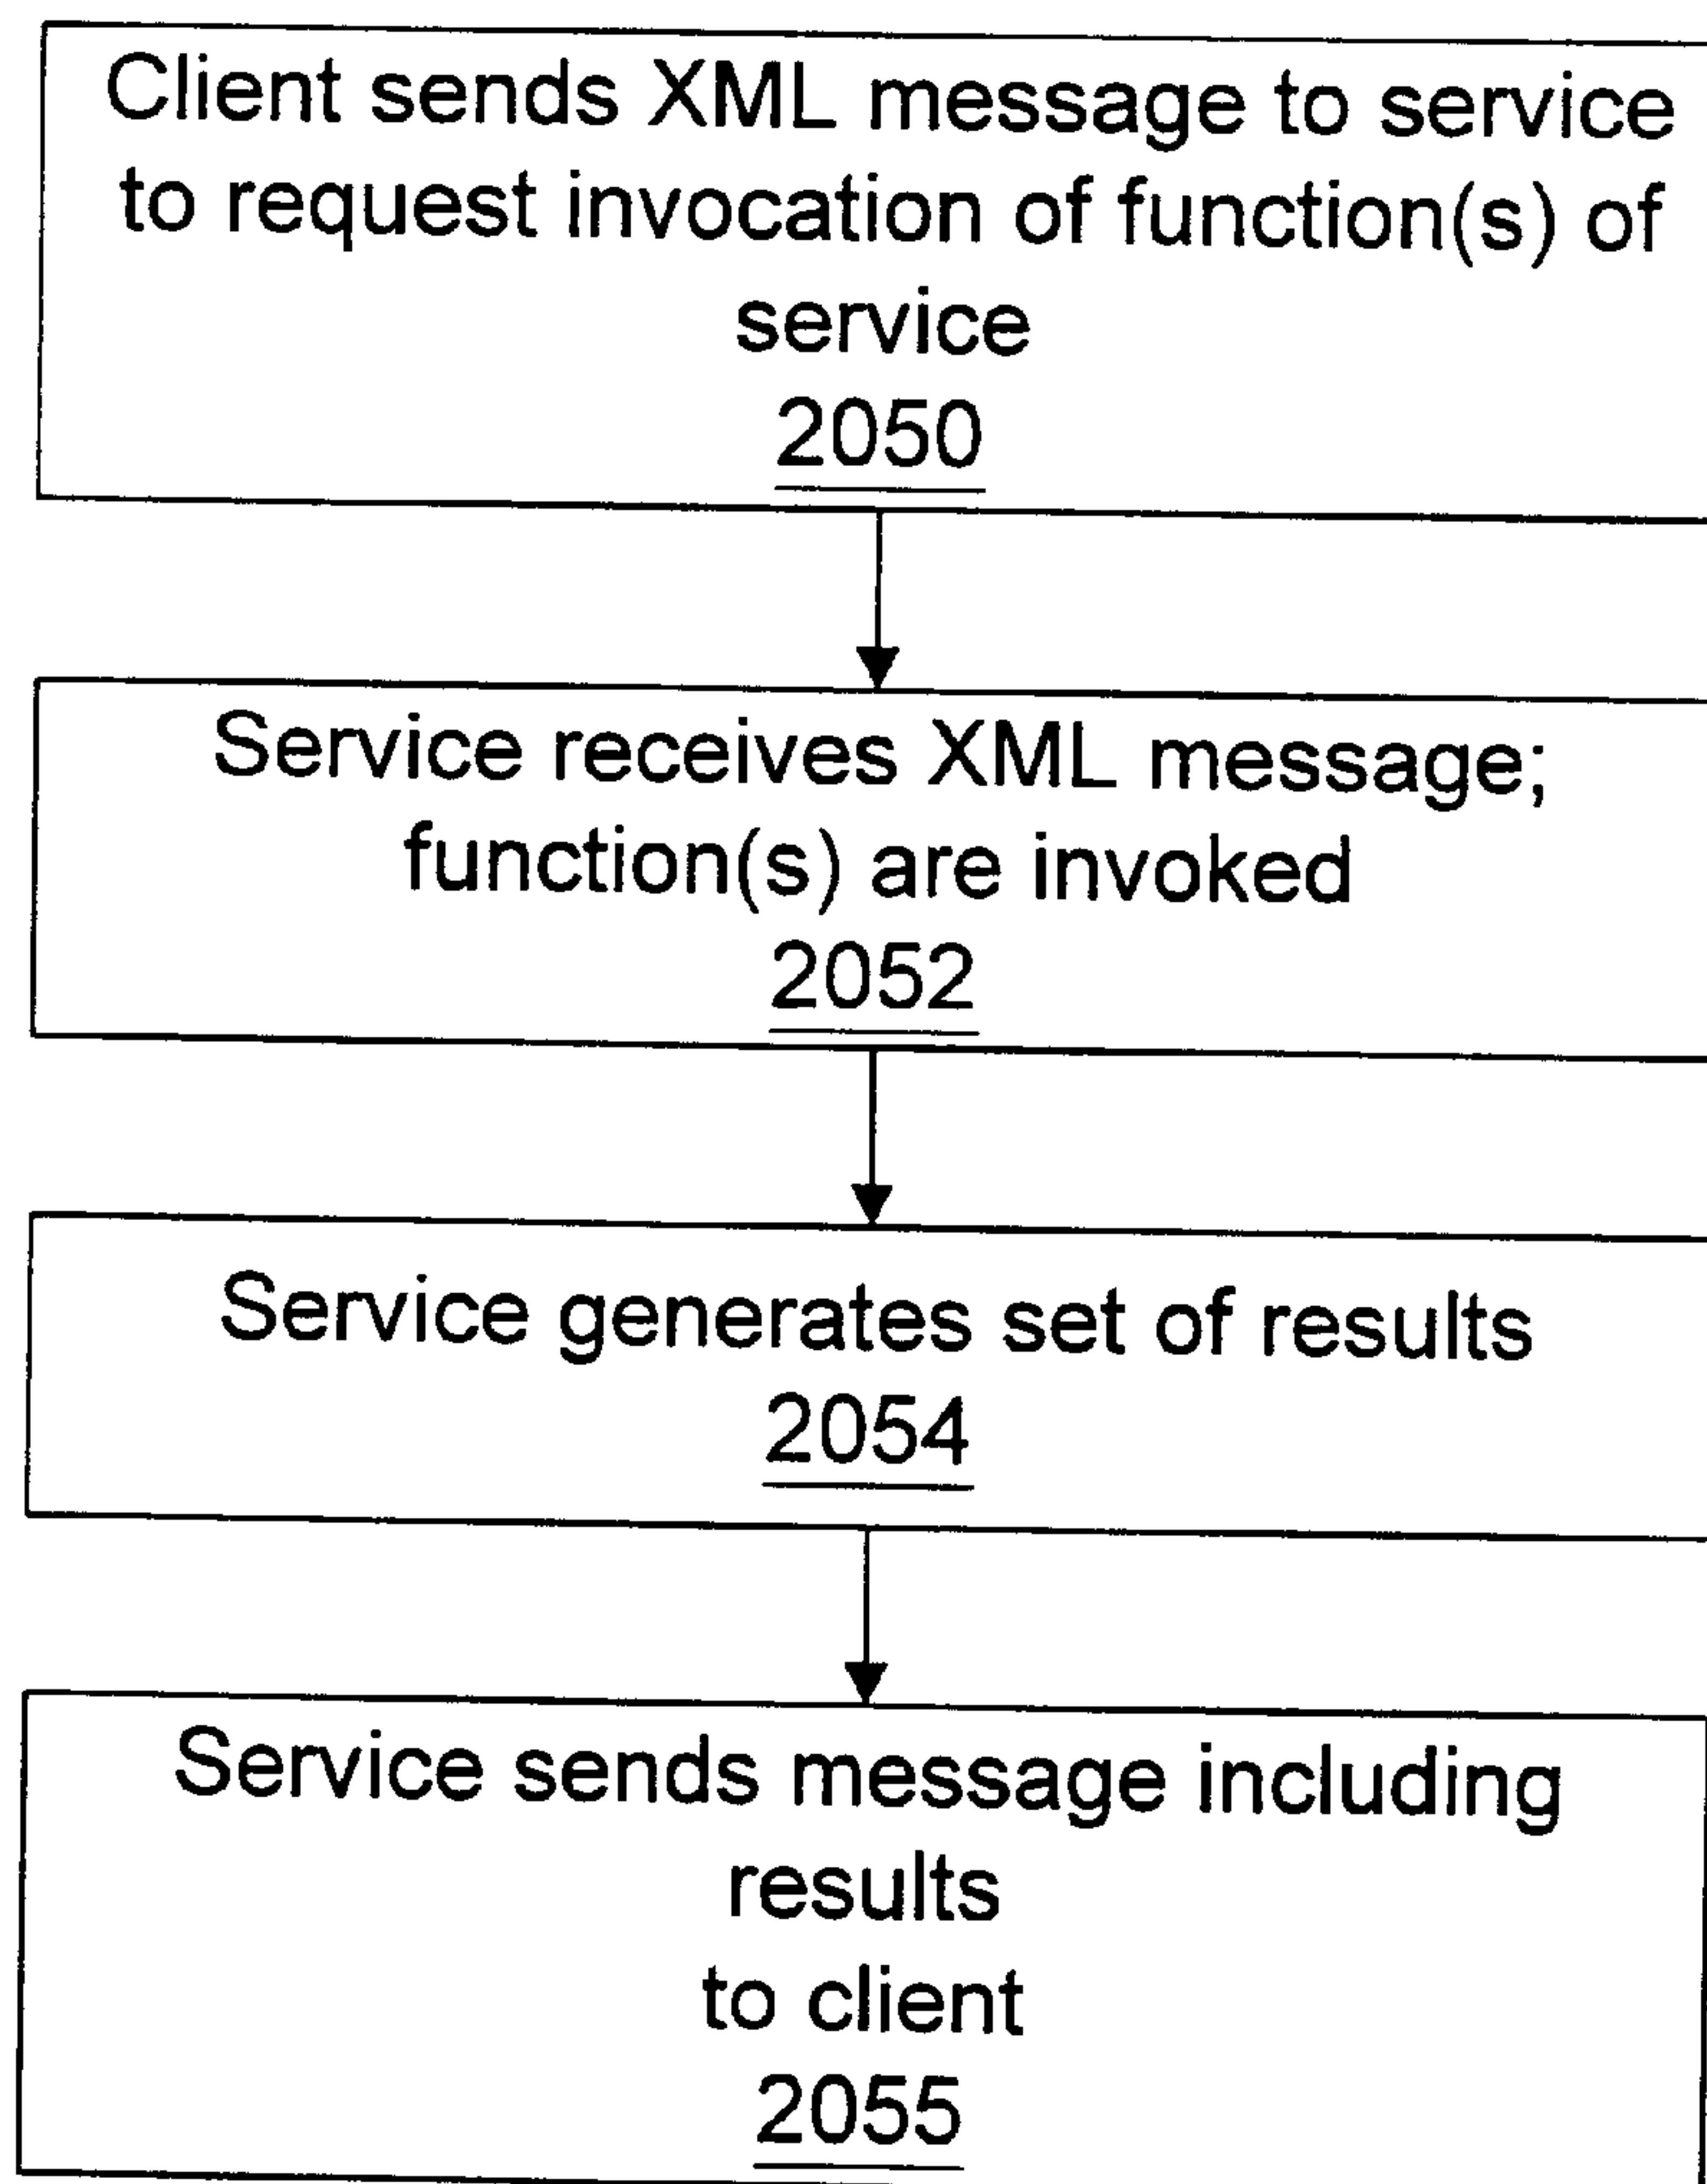 Client sends XML message to service
to request invocation of function(s) of
service
2050
Service receives XML message;
function(s) are invoked
2052
Service generates set of results
2054
Service sends message including
results
to client
2055